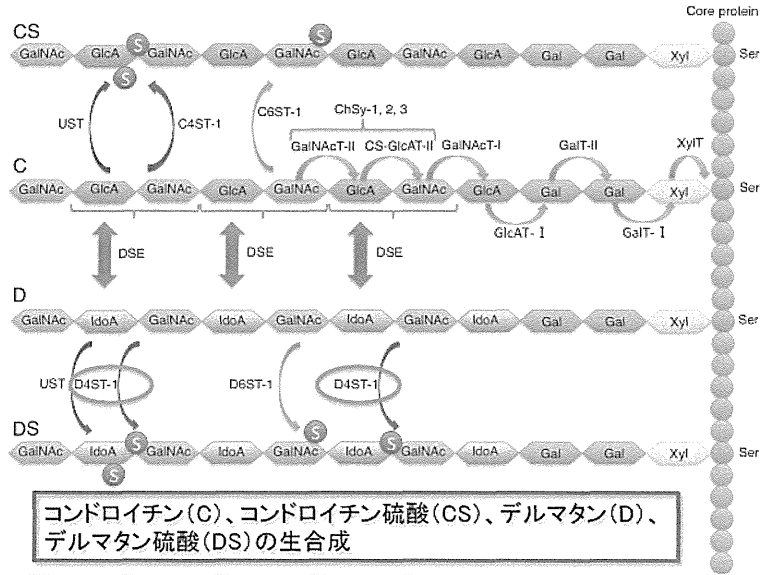 Core protein
CS
S S S
GalNAc GlcA GalNAc GlcA GalNAc GlcA GalNAc GlcA Gal Gal Xyl Ser
UST C4ST-1 C6ST-1 ChSy-1, 2, 3
GalNAcT-II CS-GlcAT-II GalNAcT-I GalT-II XylT
C
GalNAc GlcA GalNAc GlcA GalNAc GlcA GalNAc GlcA Gal Gal Xyl Ser
GlcAT-Ⅰ GalT-Ⅰ
DSE DSE DSE
D
GalNAc IdoA GalNAc IdoA GalNAc IdoA GalNAc IdoA Gal Gal Xyl Ser
UST D4ST-1 D6ST-1 D4ST-1
DS
S S S S
GalNAc IdoA GalNAc IdoA GalNAc IdoA GalNAc IdoA Gal Gal Xyl Ser
コンドロイチン(C)、コンドロイチン硫酸(CS)、デルマタン(D)、
デルマタン硫酸(DS)の生合成